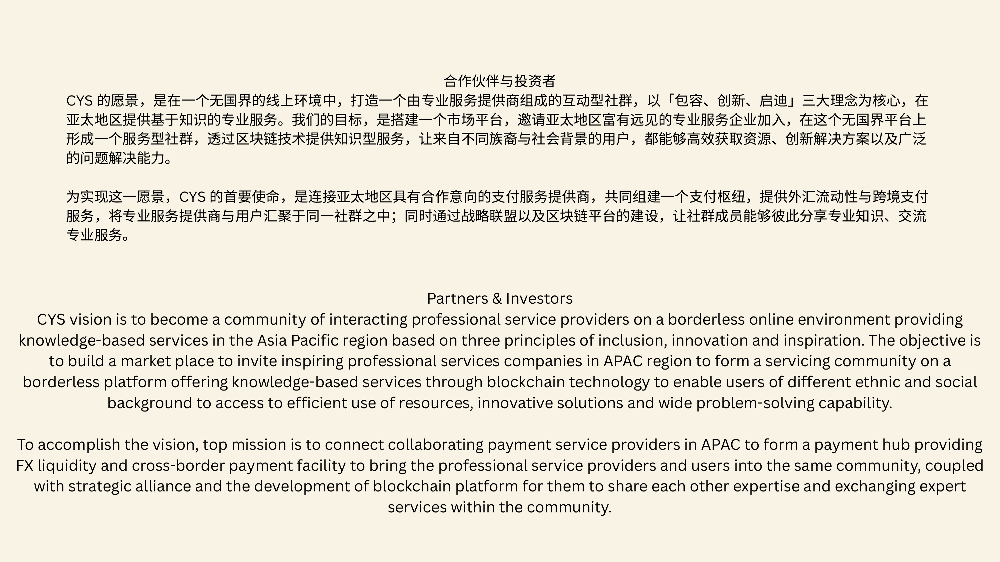 合作伙伴与投资者
CYS 的愿景，是在一个无国界的线上环境中，打造一个由专业服务提供商组成的互动型社群，以「包容、创新、启迪」三大理念为核心，在
亚太地区提供基于知识的专业服务。我们的目标，是搭建一个市场平台，邀请亚太地区富有远见的专业服务企业加入，在这个无国界平台上
形成一个服务型社群，透过区块链技术提供知识型服务，让来自不同族裔与社会背景的用户，都能够高效获取资源、创新解决方案以及广泛
的问题解决能力。
为实现这一愿景，CYS 的首要使命，是连接亚太地区具有合作意向的支付服务提供商，共同组建一个支付枢纽，提供外汇流动性与跨境支付
服务，将专业服务提供商与用户汇聚于同一社群之中；同时通过战略联盟以及区块链平台的建设，让社群成员能够彼此分享专业知识、交流
专业服务。
Partners & Investors
CYS vision is to become a community of interacting professional service providers on a borderless online environment providing
knowledge-based services in the Asia Pacific region based on three principles of inclusion, innovation and inspiration. The objective is
to build a market place to invite inspiring professional services companies in APAC region to form a servicing community on a
borderless platform offering knowledge-based services through blockchain technology to enable users of different ethnic and social
background to access to efficient use of resources, innovative solutions and wide problem-solving capability.
To accomplish the vision, top mission is to connect collaborating payment service providers in APAC to form a payment hub providing
FX liquidity and cross-border payment facility to bring the professional service providers and users into the same community, coupled
with strategic alliance and the development of blockchain platform for them to share each other expertise and exchanging expert
services within the community.